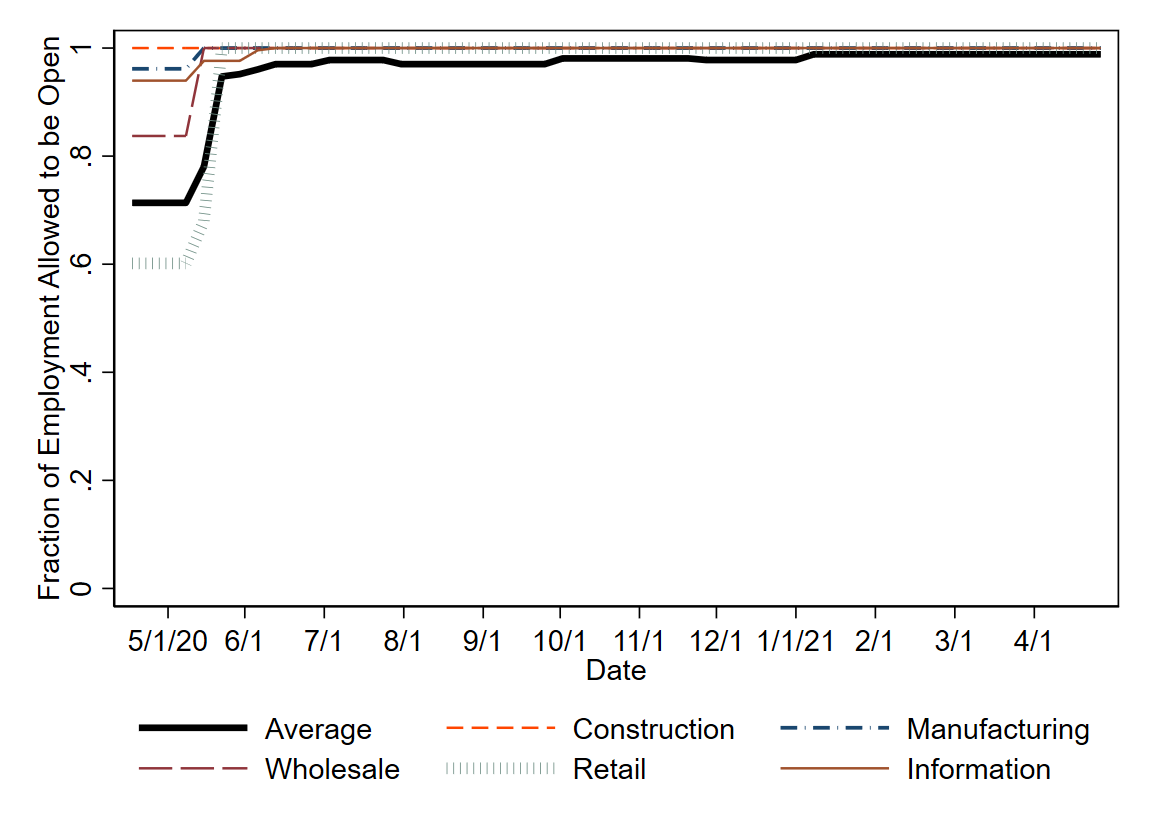 Fraction of Employment Allowed to be Open
1
.8
.6
.4
.2
0
5/1/20 6/1 7/1 8/1 9/1 10/1 11/1 12/1 1/1/21 2/1 3/1 4/1
Date
Average Construction Manufacturing
Wholesale Retail Information